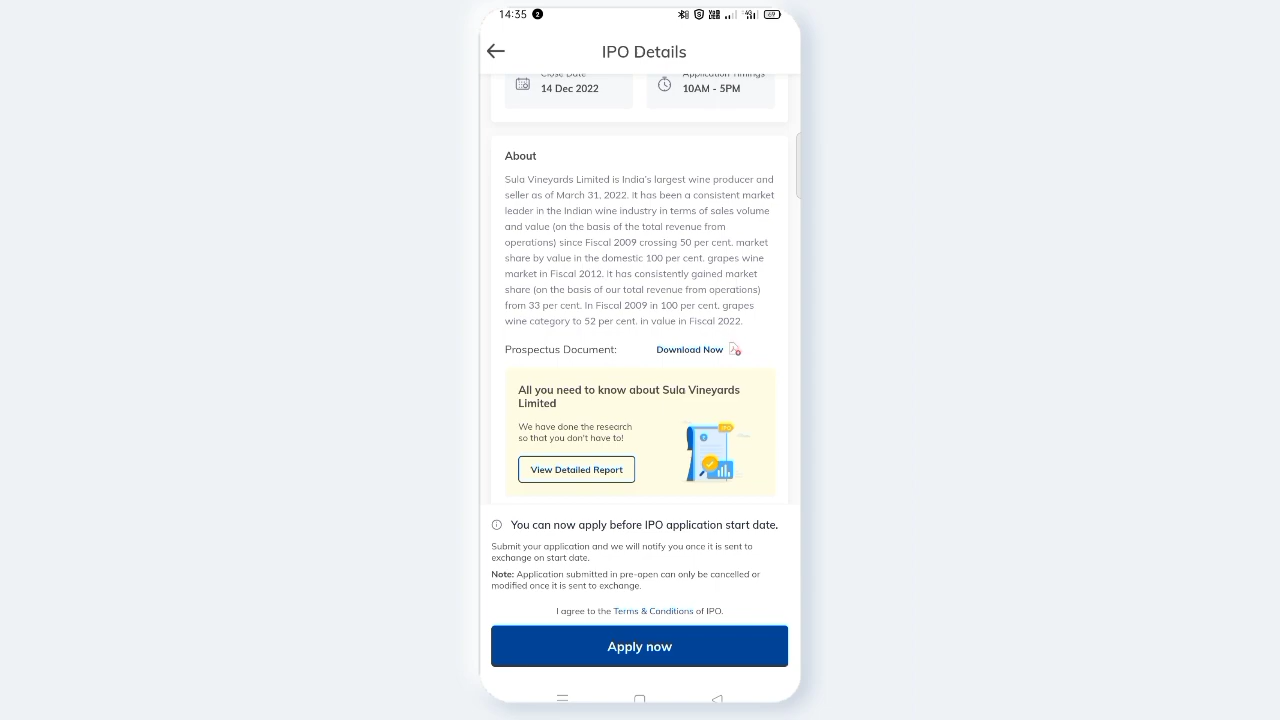 14:35 2
69
IPO Details
Close Date
Application Timings
14 Dec 2022
10AM - 5PM
About
Sula Vineyards Limited is India's largest wine producer and
seller as of March 31, 2022. It has been a consistent market
leader in the Indian wine industry in terms of sales volume
and value (on the basis of the total revenue from
operations) since Fiscal 2009 crossing 50 per cent. market
share by value in the domestic 100 per cent. grapes wine
market in Fiscal 2012. It has consistently gained market
share (on the basis of our total revenue from operations)
from 33 per cent. In Fiscal 2009 in 100 per cent. grapes
wine category to 52 per cent. in value in Fiscal 2022.
Prospectus Document: Download Now
All you need to know about Sula Vineyards
Limited
We have done the research
so that you don't have to!
IPO
View Detailed Report
You can now apply before IPO application start date.
Submit your application and we will notify you once it is sent to
exchange on start date.
Note: Application submitted in pre-open can only be cancelled or
modified once it is sent to exchange.
I agree to the Terms & Conditions of IPO.
Apply now